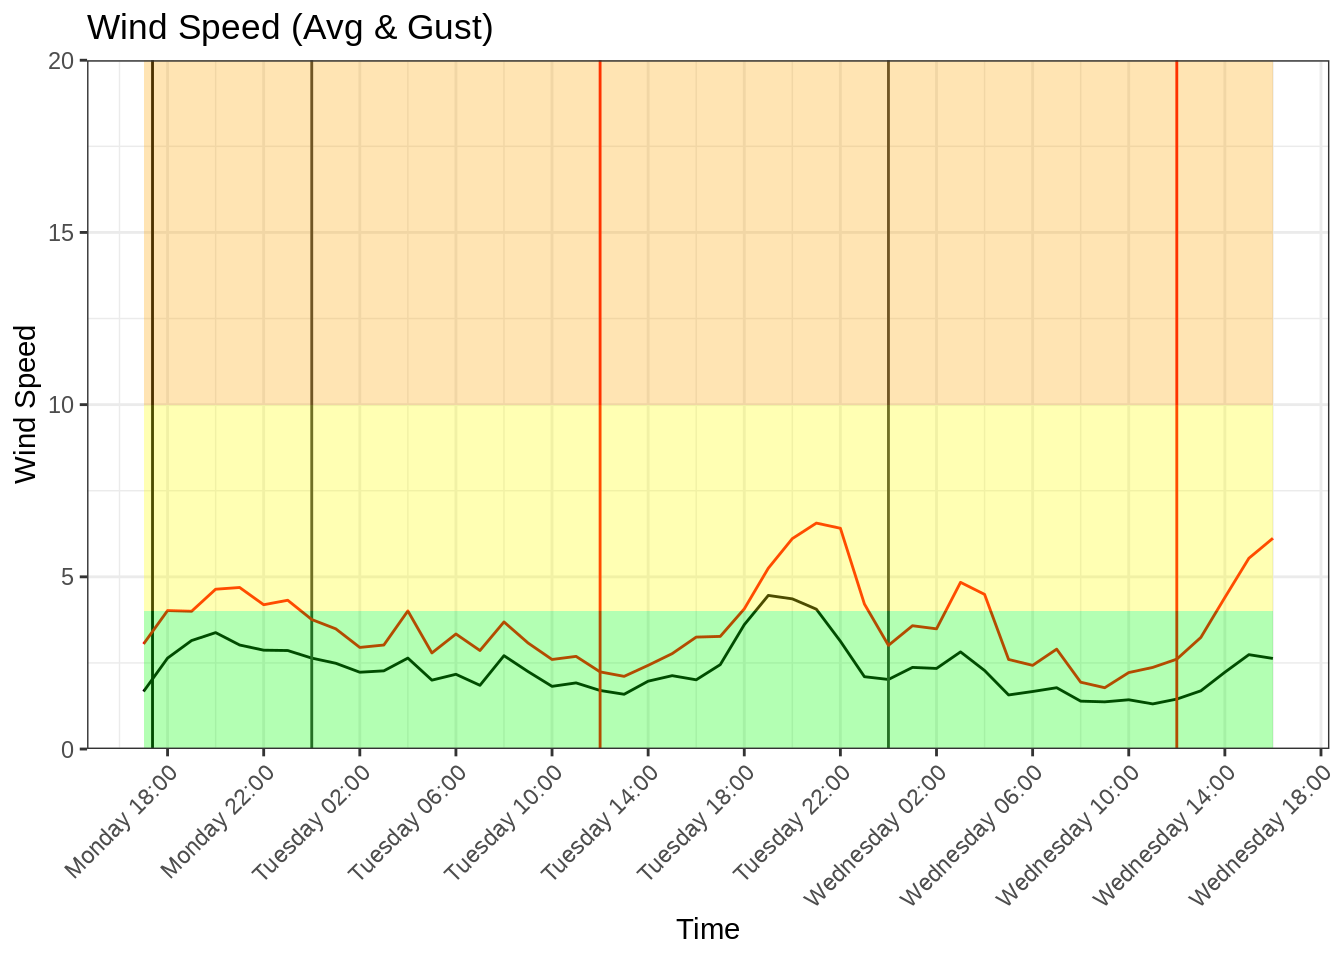 Wind Speed (Avg & Gust)
20
15
10
5
0
Wind Speed
Monday 18:00
Monday 22:00
Tuesday 02:00
Tuesday 06:00
Tuesday 10:00
Tuesday 14:00
Tuesday 18:00
Tuesday 22:00
Wednesday 02:00
Wednesday 06:00
Wednesday 10:00
Wednesday 14:00
Wednesday 18:00
Time